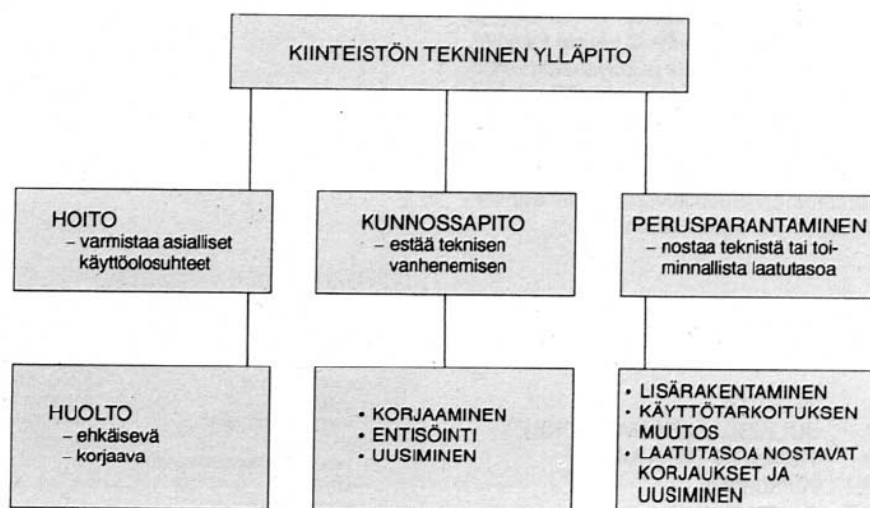 KIINTEISTÖN TEKNINEN YLLÄPITO
HOITO
– varmistaa asialliset
käyttöolosuhteet
KUNNOSSAPITO
– estää teknisen
vanhenemisen
PERUSPARANTAMINEN
– nostaa teknistä tai toi-
minnallista laatutasoa
HUOLTO
– ehkäisevä
– korjaava
• KORJAAMINEN
• ENTISÖINTI
• UUSIMINEN
• LISÄRAKENTAMINEN
• KÄYTTÖTARKOITUKSEN
MUUTOS
• LAATUTASOA NOSTAVAT
KORJAUKSET JA
UUSIMINEN